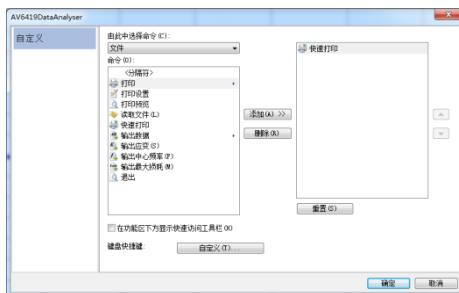 AV6419DataAnalyser
自定义
由此中选择命令(C):
文件
命令(O):
<分隔符>
打印
打印设置
打印预览
读取文件(L)
快速打印
输出数据
输出应变(S)
输出中心频率(F)
输出最大损耗(M)
退出
添加(A) >>
删除(R)
快速打印
重置(S)
在功能区下方显示快速访问工具栏(H)
键盘快捷键:
自定义(T)...
确定
取消